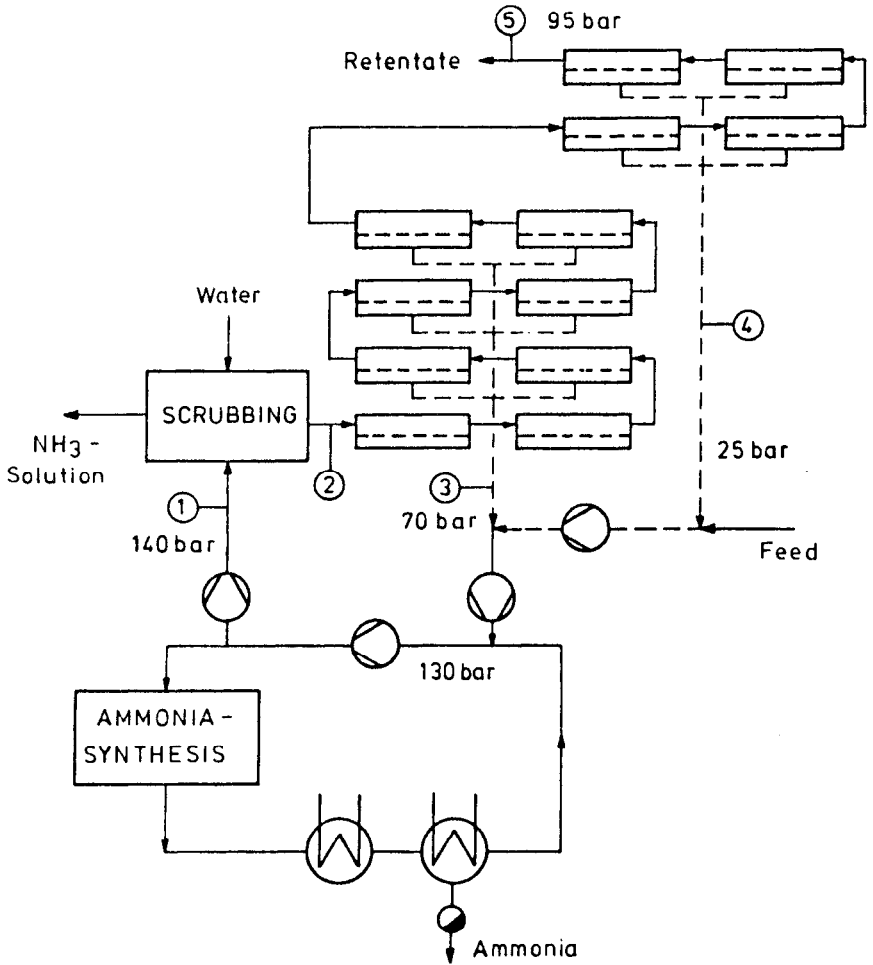 5
95 bar
Retentate
Water
4
SCRUBBING
NH3-
Solution
2
3
25 bar
1
70 bar
140 bar
Feed
130 bar
AMMONIA-
SYNTHESIS
Ammonia